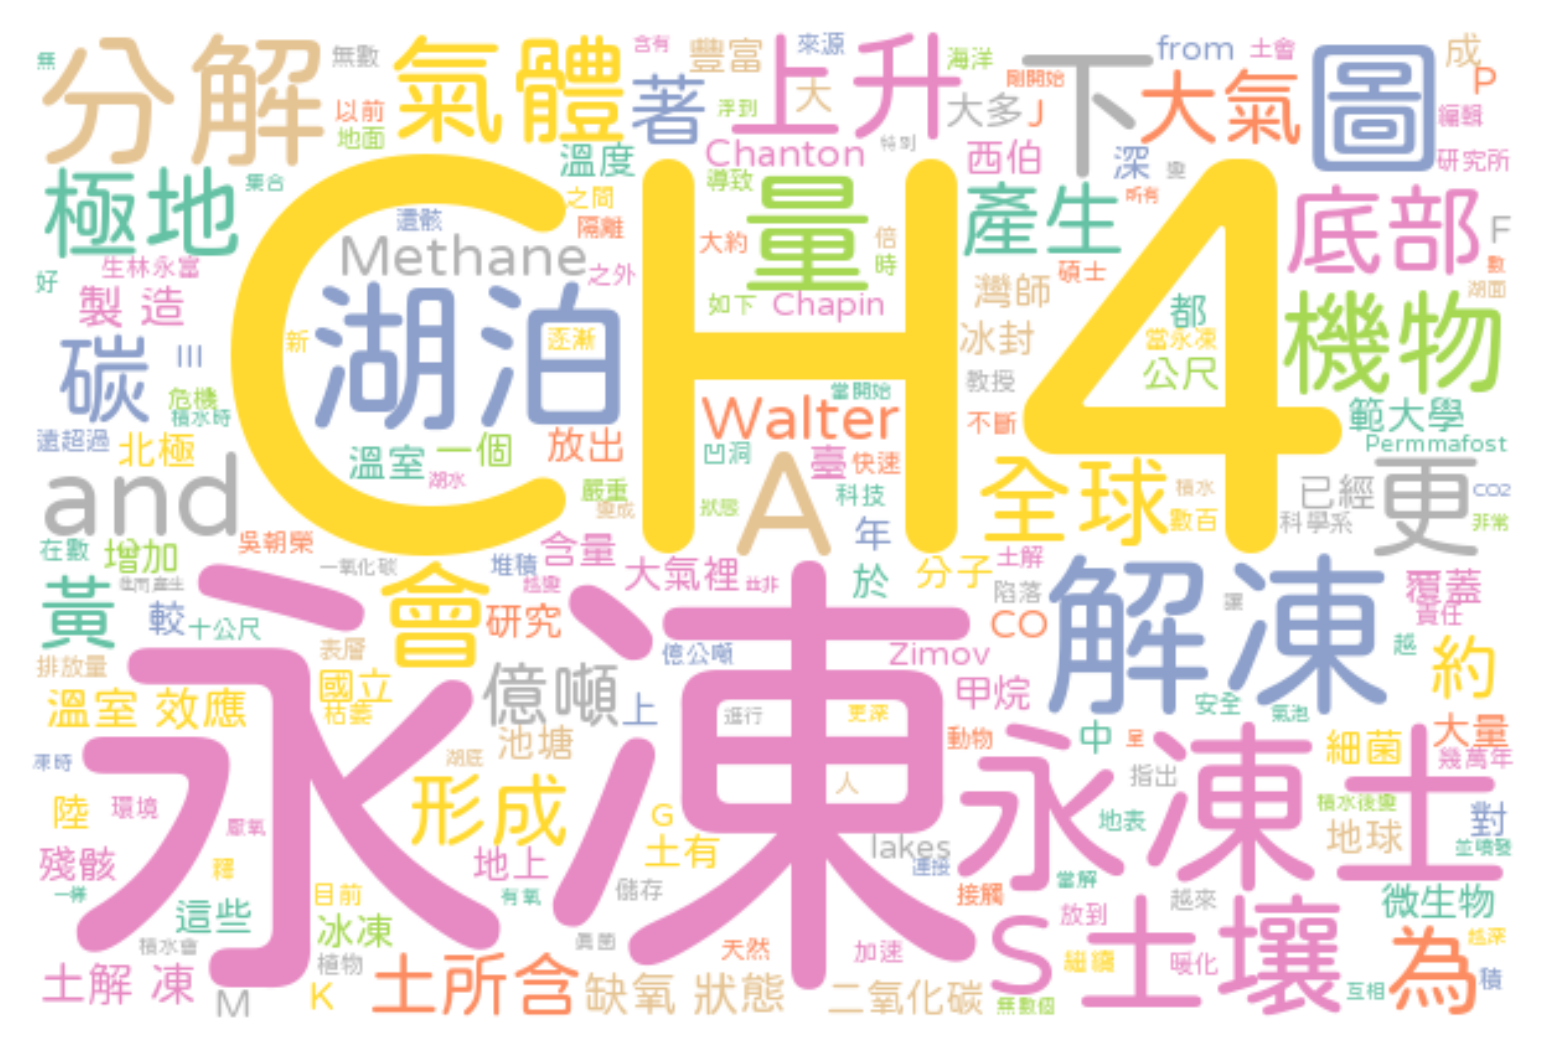 分解
無
無數
氣體
含有
豐富
上升
來源
海洋
下
from
土會
圖
成
P
以前
地面
著
浮到
大
大多
剛開始
J
大氣
編輯
研究所
極地
集合
溫度
Chanton
特別
西伯
深
變
底部
CH4
之間
隔離
遺骸
導致
量
產生
所有
F
Methane
大約
倍
時
生林永富
好
之外
灣師
碩士
數
湖面
製 造
如下
Chapin
都
機物
新
湖泊
逐漸
冰封
當永凍
碳
III
教授
公尺
危機
積水時
當開始
Walter
不斷
範大學
遠超過
北極
溫室
一個
放出
凹洞
臺
快速
Permmafost
湖水
and
嚴重
變成
狀態
A
科技
全球
積水
數百
已經
更
CO2
科學系
非常
年
在數
增加
吳朝榮
一氧化碳
堆積
越變
含量
大氣裡
並非
於
分子
土解
陷落
解凍
讓
覆蓋
責任
黃
較
十公尺
會
研究
CO
越
約
表層
億公噸
Zimov
排放量
溫室 效應
國立
枯萎
億噸
上
進行
更深
甲烷
安全
氣泡
永凍
湖底
池塘
動物
中
呈
細菌
大量
幾萬年
凍時
人
永凍土
指出
陸
環境
厭氧
形成
G
土有
地表
積水後變
地球
對
並噴發
殘骸
釋
地上
lakes
連接
一樣
目前
有氧
儲存
接觸
當解
越來
微生物
這些
積水會
冰凍
真菌
天然
加速
S
放到
土壤
越深
植物
繼續
暖化
為
土解 凍
M
K
土所含
缺氧 狀態
二氧化碳
無數個
互相
積